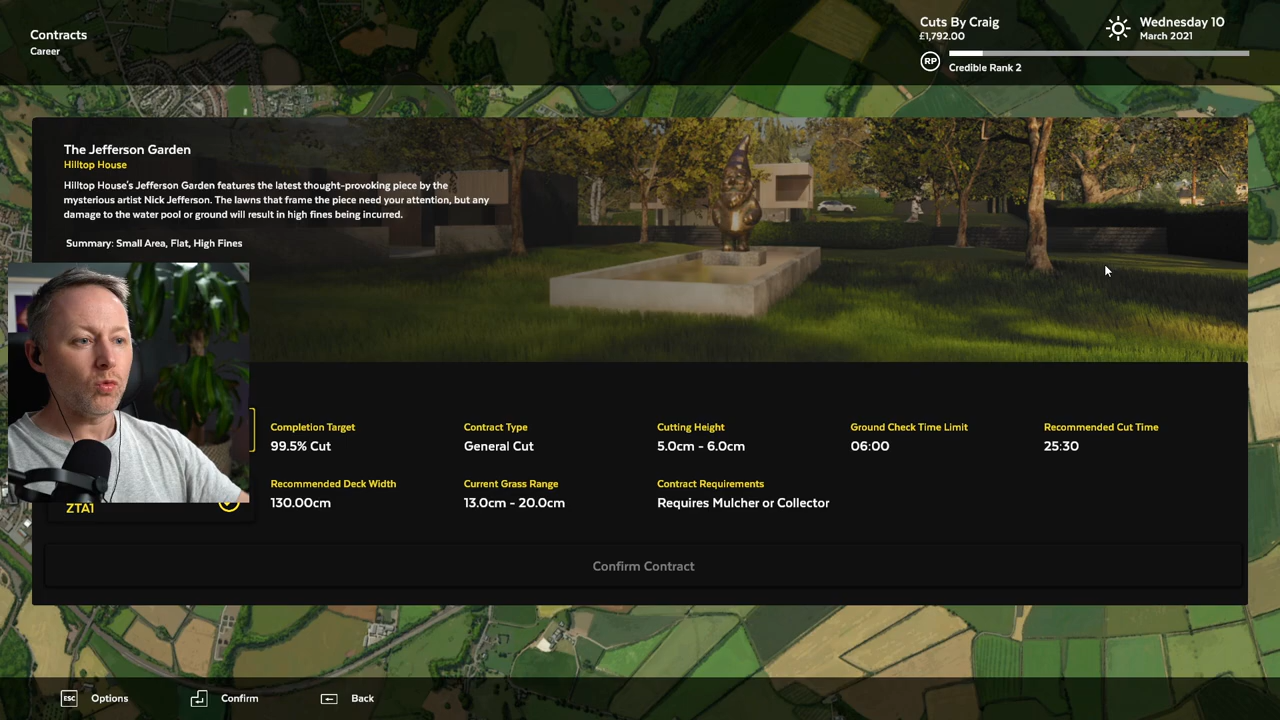 Contracts
Career
Cuts By Craig
£1,792.00
Wednesday 10
March 2021
RP
Credible Rank 2
The Jefferson Garden
Hilltop House
Hilltop House's Jefferson Garden features the latest thought-provoking piece by the
mysterious artist Nick Jefferson. The lawns that frame the piece need your attention, but any
damage to the water pool or ground will result in high fines being incurred.
Summary: Small Area, Flat, High Fines
Completion Target
99.5% Cut
Contract Type
General Cut
Cutting Height
5.0cm - 6.0cm
Ground Check Time Limit
06:00
Recommended Cut Time
25:30
Recommended Deck Width
130.00cm
Current Grass Range
13.0cm - 20.0cm
Contract Requirements
Requires Mulcher or Collector
ZTA1
Confirm Contract
ESC Options
Confirm
Back